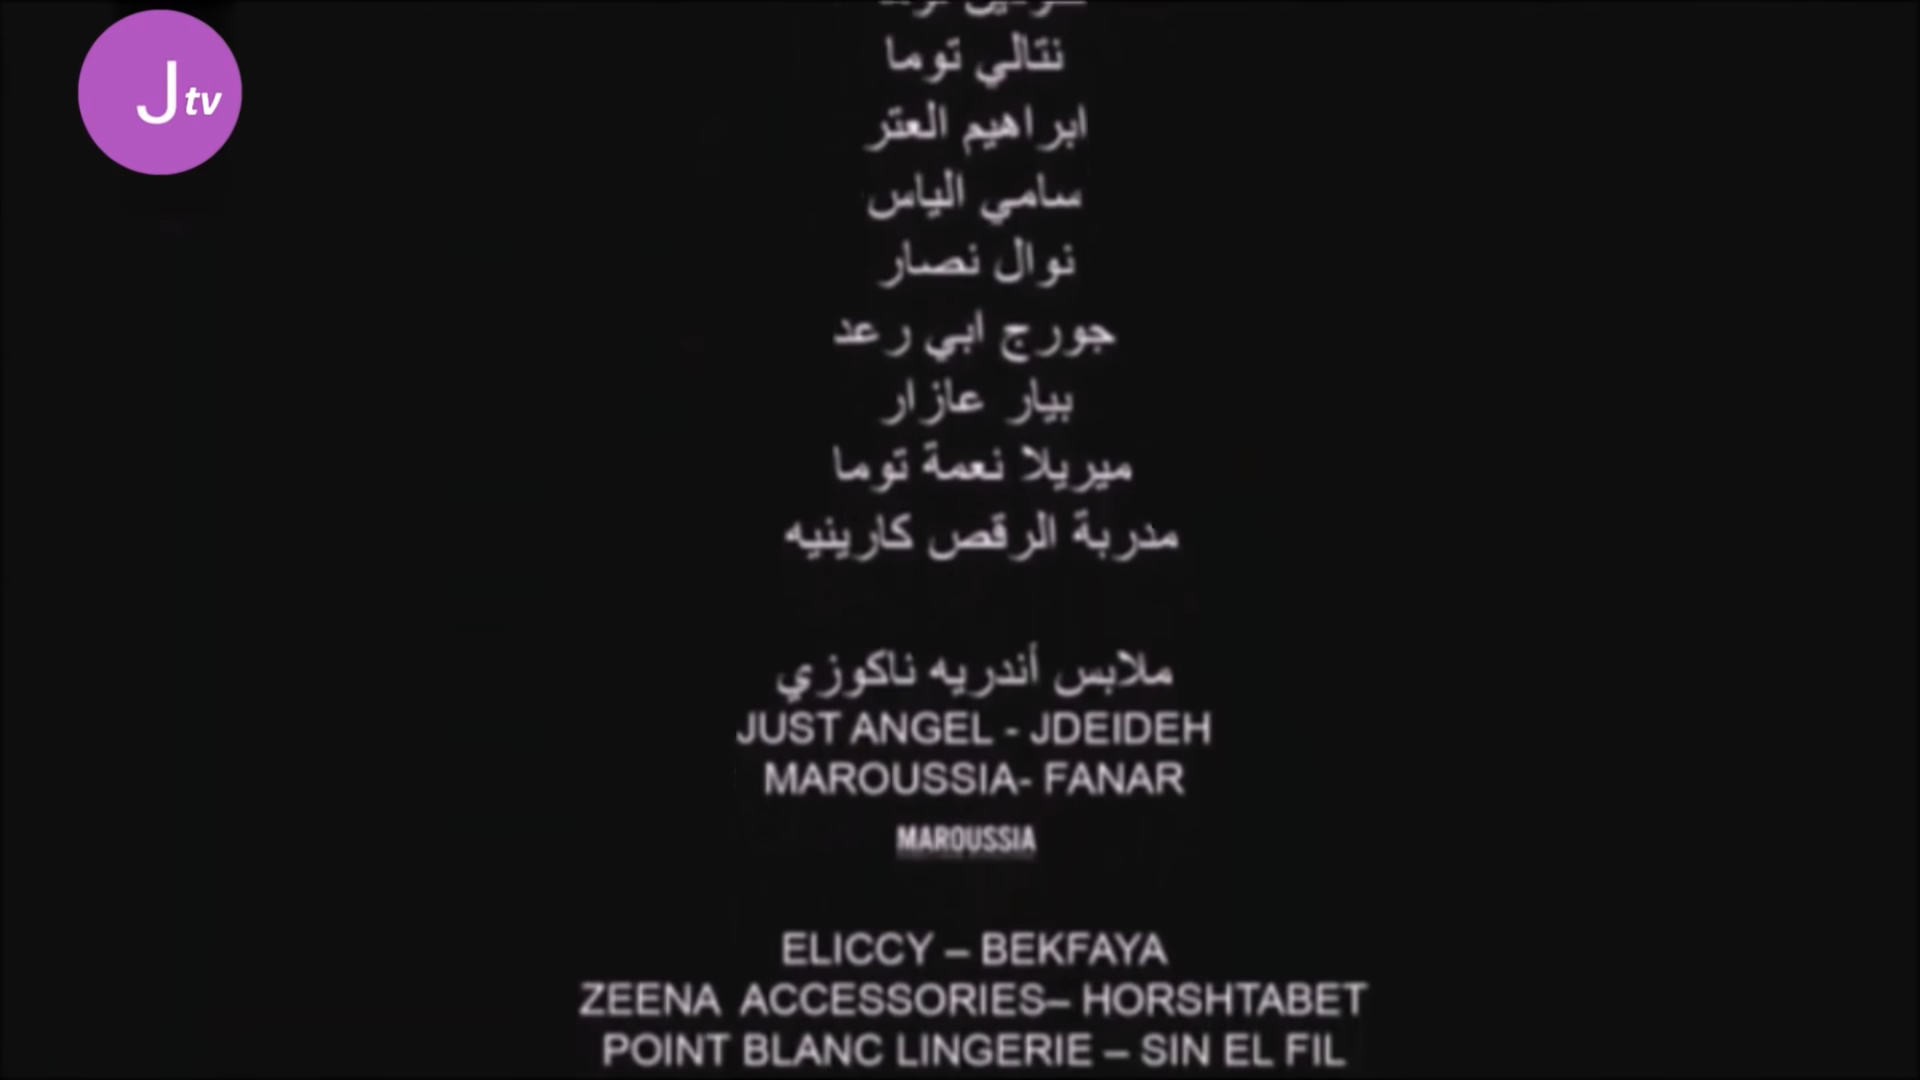 Jtv
نتالي توما
ابراهيم العتر
سامي الياس
نوال نصار
جورج ابي رعد
بيار عازار
ميريلا نعمة توما
مدربة الرقص كارينيه
ملابس أندريه ناكوزي
JUST ANGEL - JDEIDEH
MAROUSSIA- FANAR
MAROUSSIA
ELICCY – BEKFAYA
ZEENA ACCESSORIES– HORSHTABET
POINT BLANC LINGERIE – SIN EL FIL